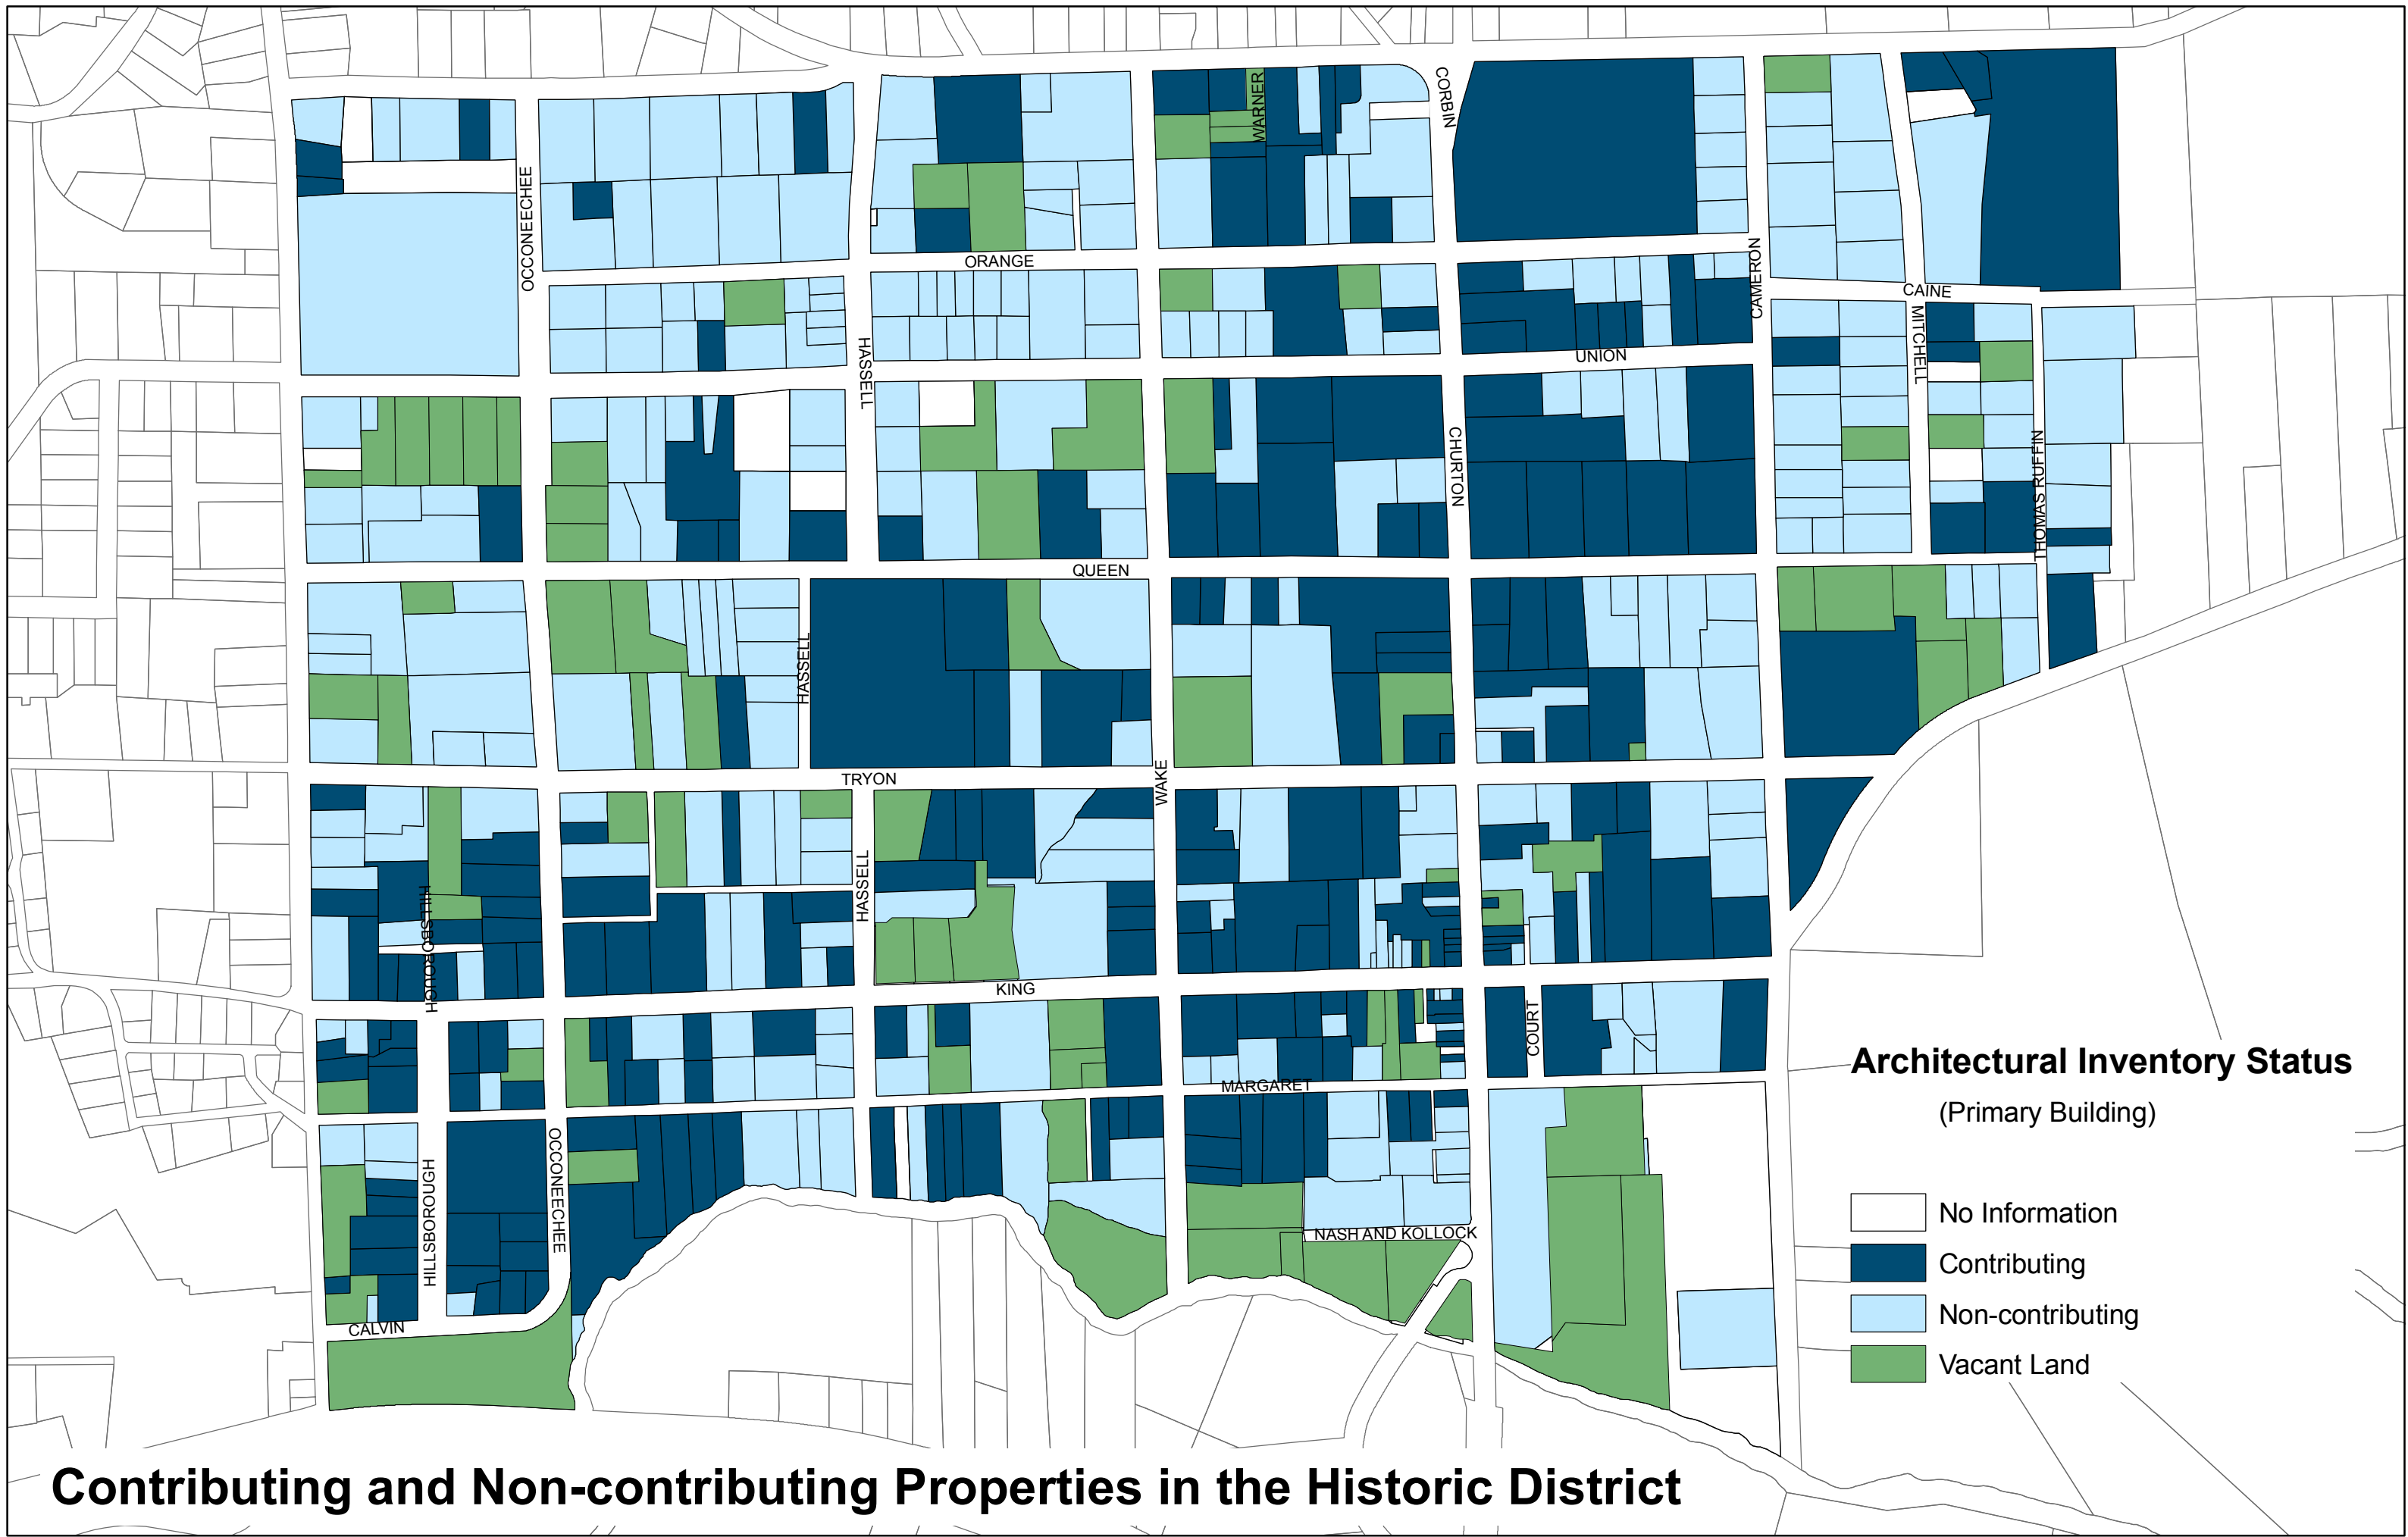 WARNER
CORBIN
OCCONEECHEE
ORANGE
CAMERON
CAINE
MITCHELL
HASSELL
UNION
CHURTON
THOMAS RUFFIN
QUEEN
HASSELL
TRYON
WAKE
HASSELL
HILLSBOROUGH
KING
COURT
MARGARET
OCCONEECHEE
HILLSBOROUGH
NASH AND KOLLOCK
CALVIN
Architectural Inventory Status
(Primary Building)
No Information
Contributing
Non-contributing
Vacant Land
Contributing and Non-contributing Properties in the Historic District